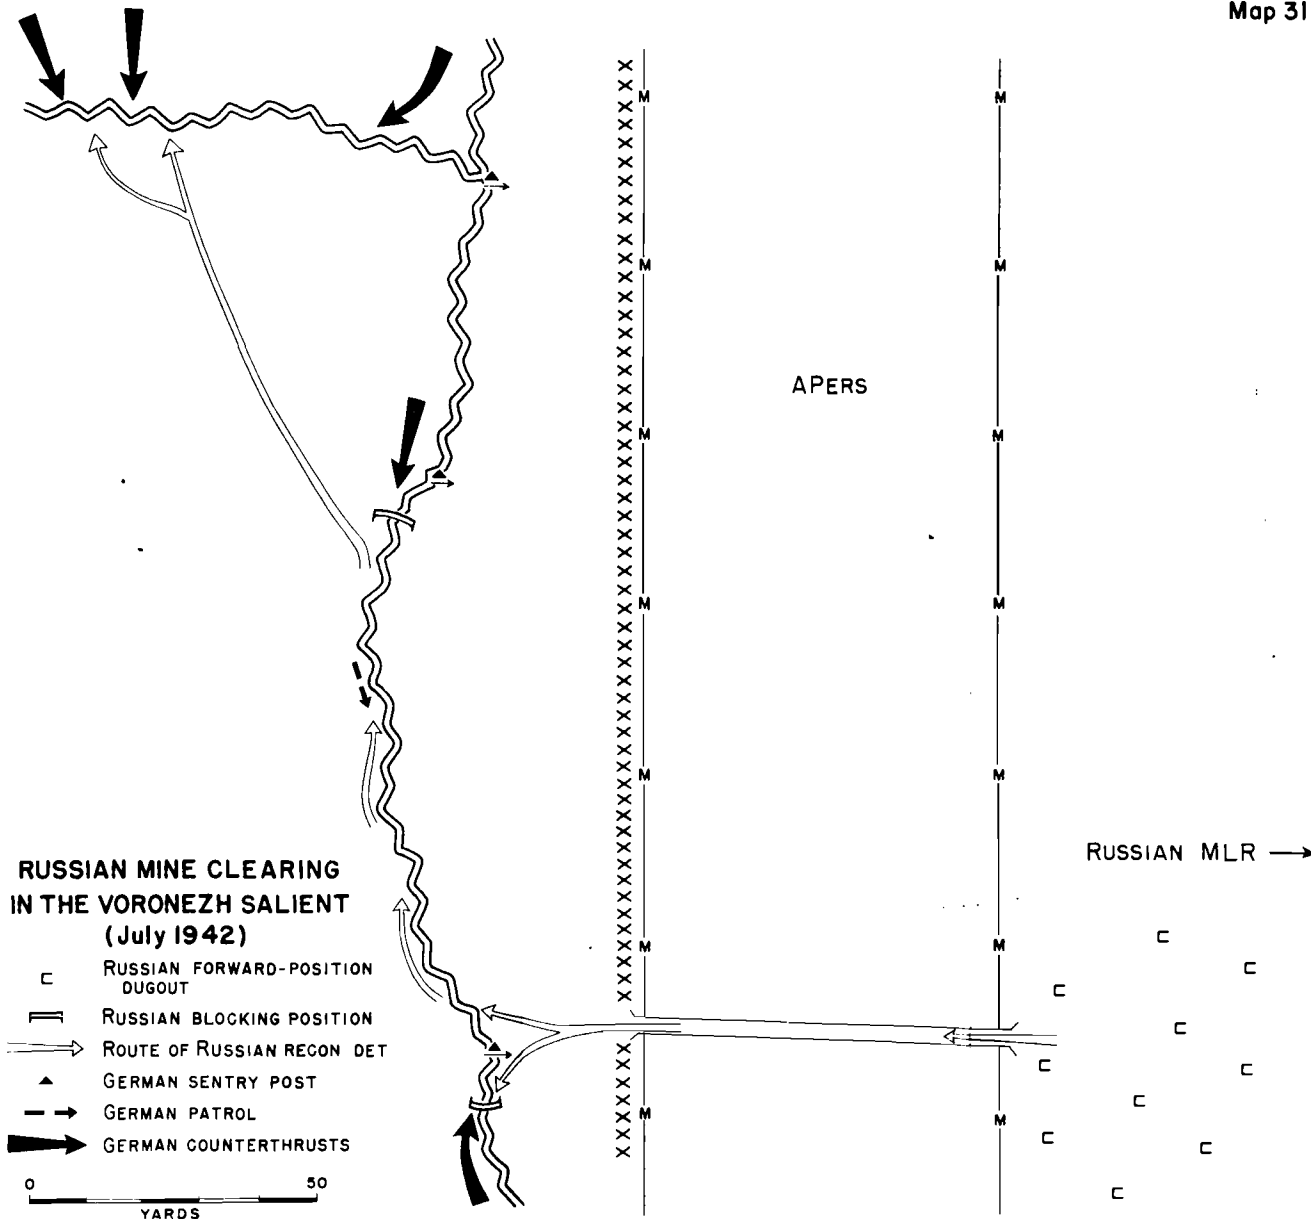 Map 31
M M
M M
APERS
M M
M M
M M
RUSSIAN MLR
M M
M M
RUSSIAN MINE CLEARING
IN THE VORONEZH SALIENT
(July 1942)
RUSSIAN FORWARD-POSITION
DUGOUT
RUSSIAN BLOCKING POSITION
ROUTE OF RUSSIAN RECON DET
GERMAN SENTRY POST
GERMAN PATROL
GERMAN COUNTERTHRUSTS
0 50
YARDS